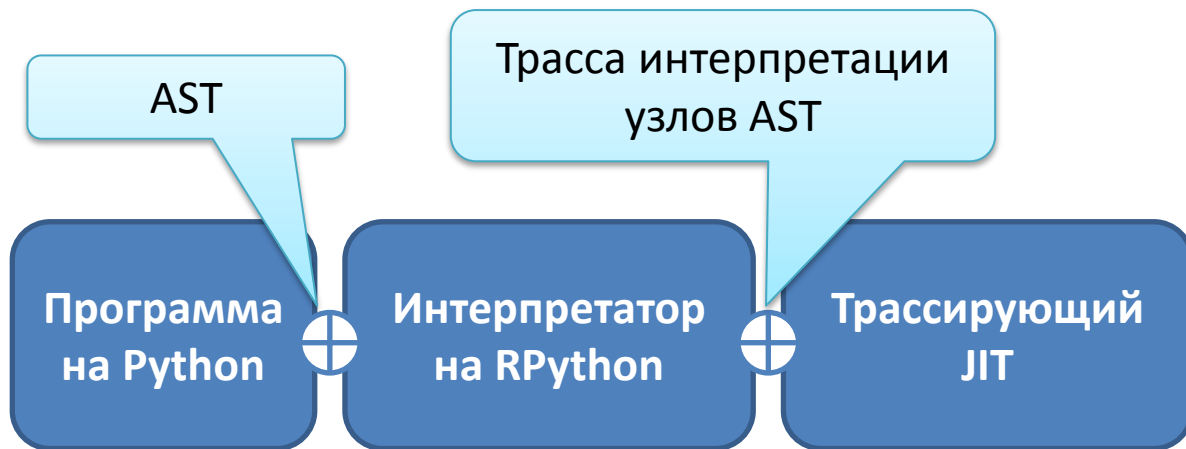 AST
Трасса интерпретации
узлов AST
Программа
на Python
Интерпретатор
на RPython
Трассирующий
JIT